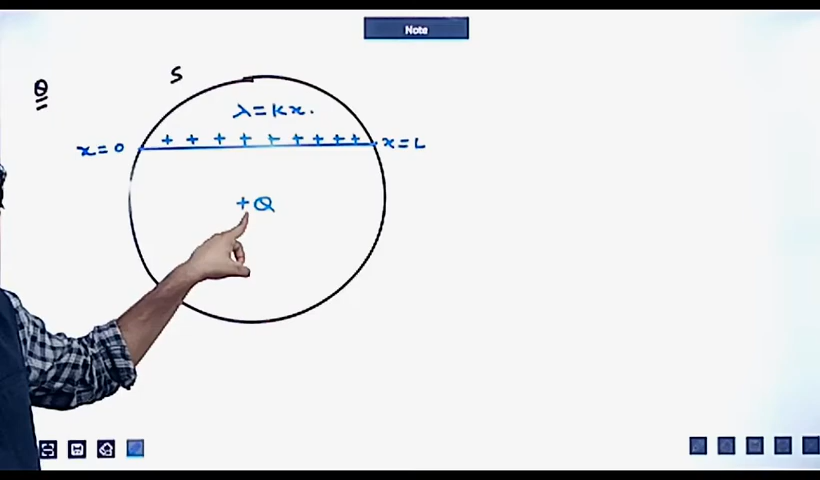 Note
Q
S
λ = Kx.
+ + + + + + + + +
x = 0
x = L
+Q